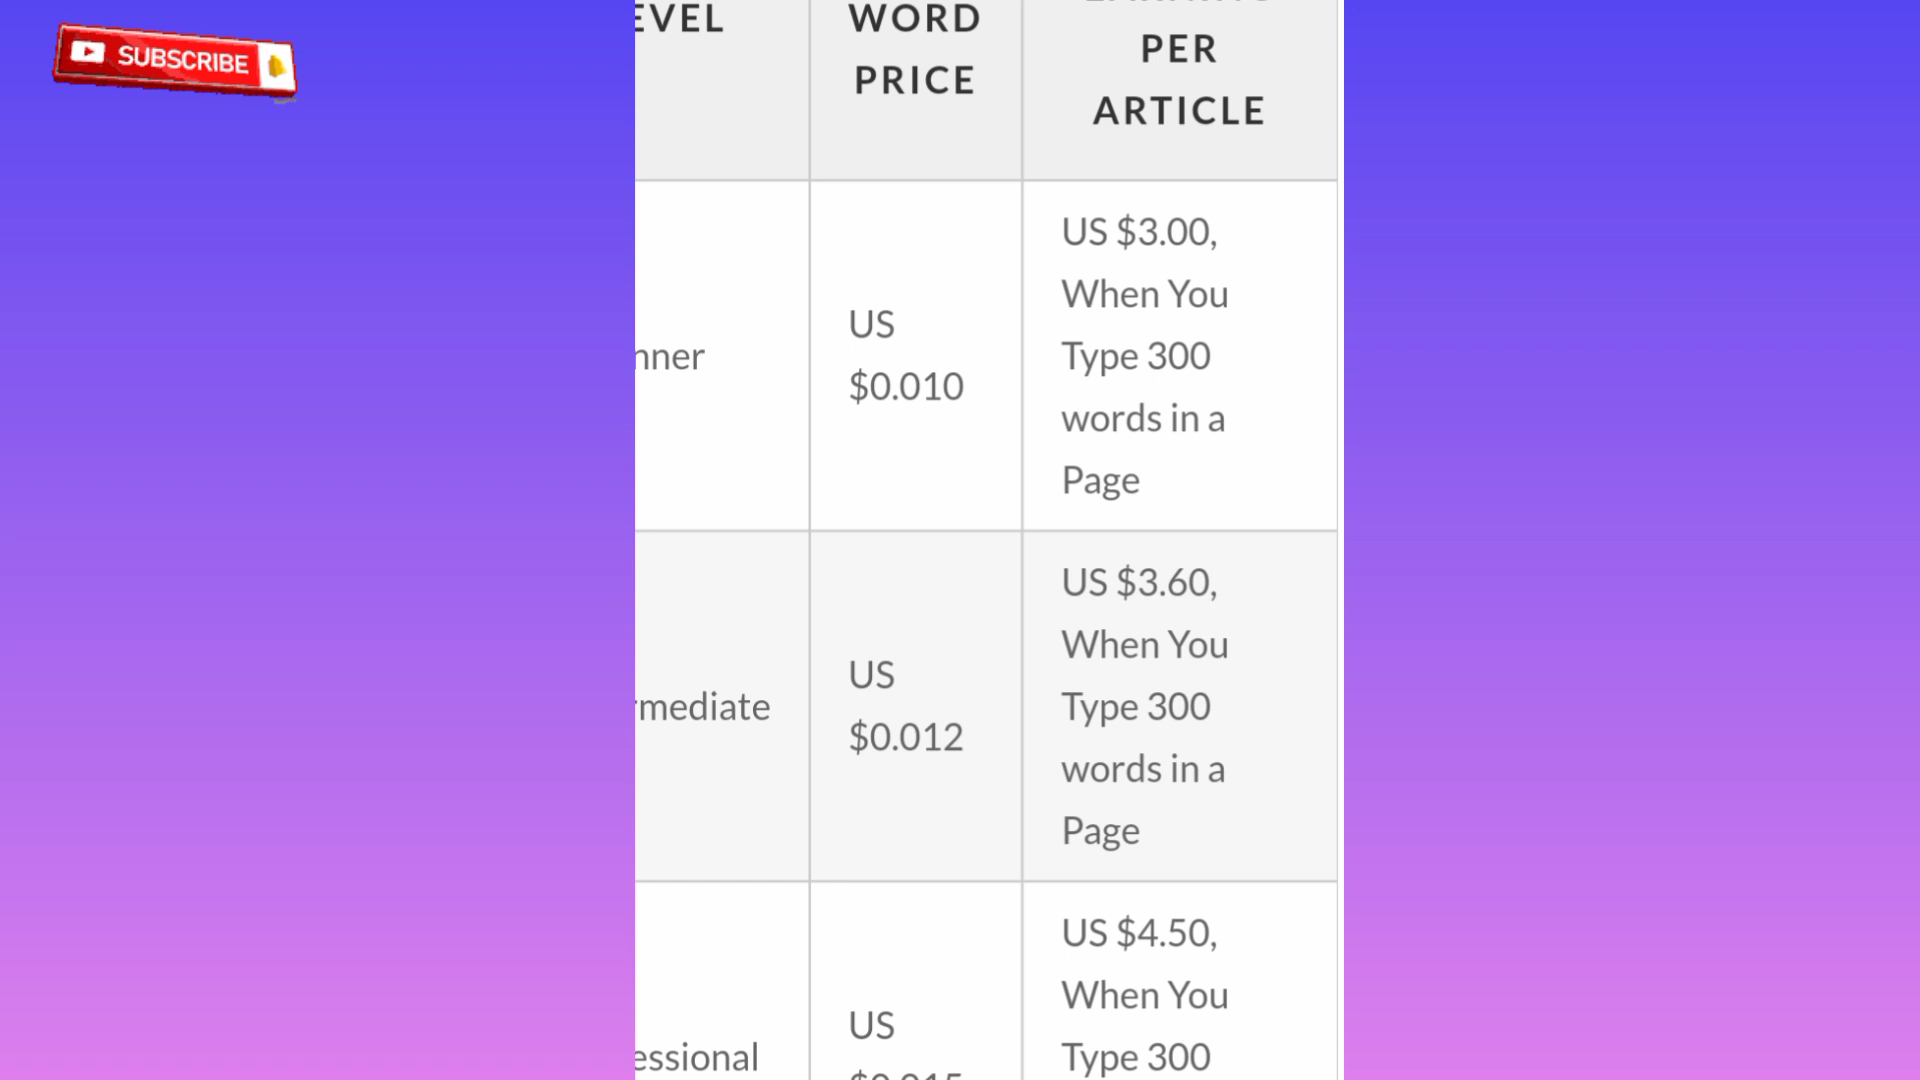 SUBSCRIBE
EVEL
WORD
PRICE
PER
ARTICLE
nner
US
$0.010
US $3.00,
When You
Type 300
words in a
Page
rmediate
US
$0.012
US $3.60,
When You
Type 300
words in a
Page
essional
US
$0.015
US $4.50,
When You
Type 300